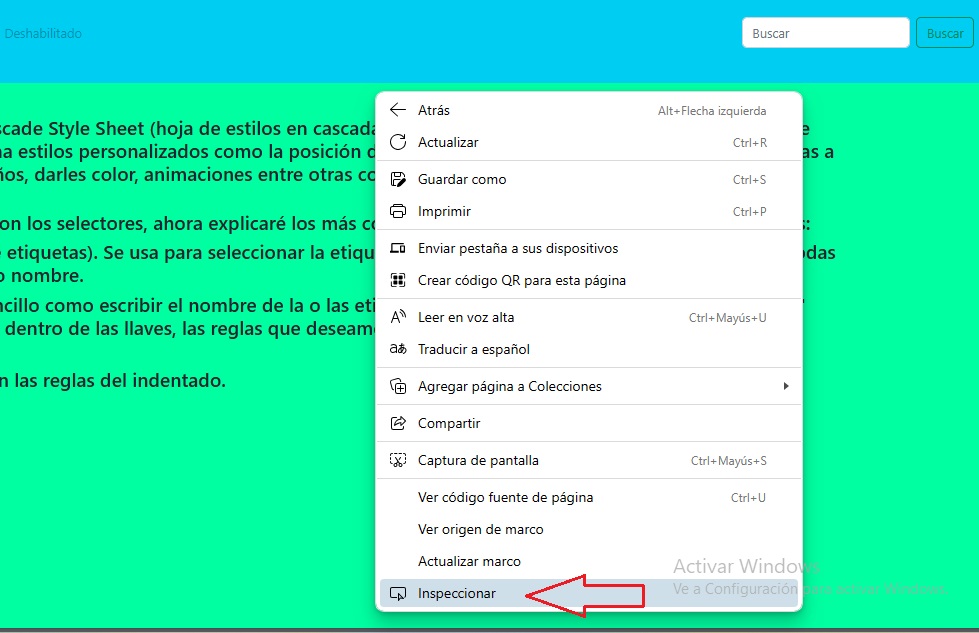 Deshabilitado
Buscar
Buscar
cade Style Sheet (hoja de estilos en cascada
a estilos personalizados como la posición d
as a
os, darles color, animaciones entre otras co
on los selectores, ahora explicaré los más co
etiquetas). Se usa para seleccionar la etiqu
das
o nombre.
cillo como escribir el nombre de la o las eti
dentro de las llaves, las reglas que deseam
n las reglas del indentado.
Atrás Alt+Flecha izquierda
Actualizar Ctrl+R
Guardar como Ctrl+S
Imprimir Ctrl+P
Enviar pestaña a sus dispositivos
Crear código QR para esta página
Leer en voz alta Ctrl+Mayús+U
Traducir a español
Agregar página a Colecciones
Compartir
Captura de pantalla Ctrl+Mayús+S
Ver código fuente de página Ctrl+U
Ver origen de marco
Actualizar marco
Inspeccionar
Activar Windows
Ve a Configuración para activar Windows.